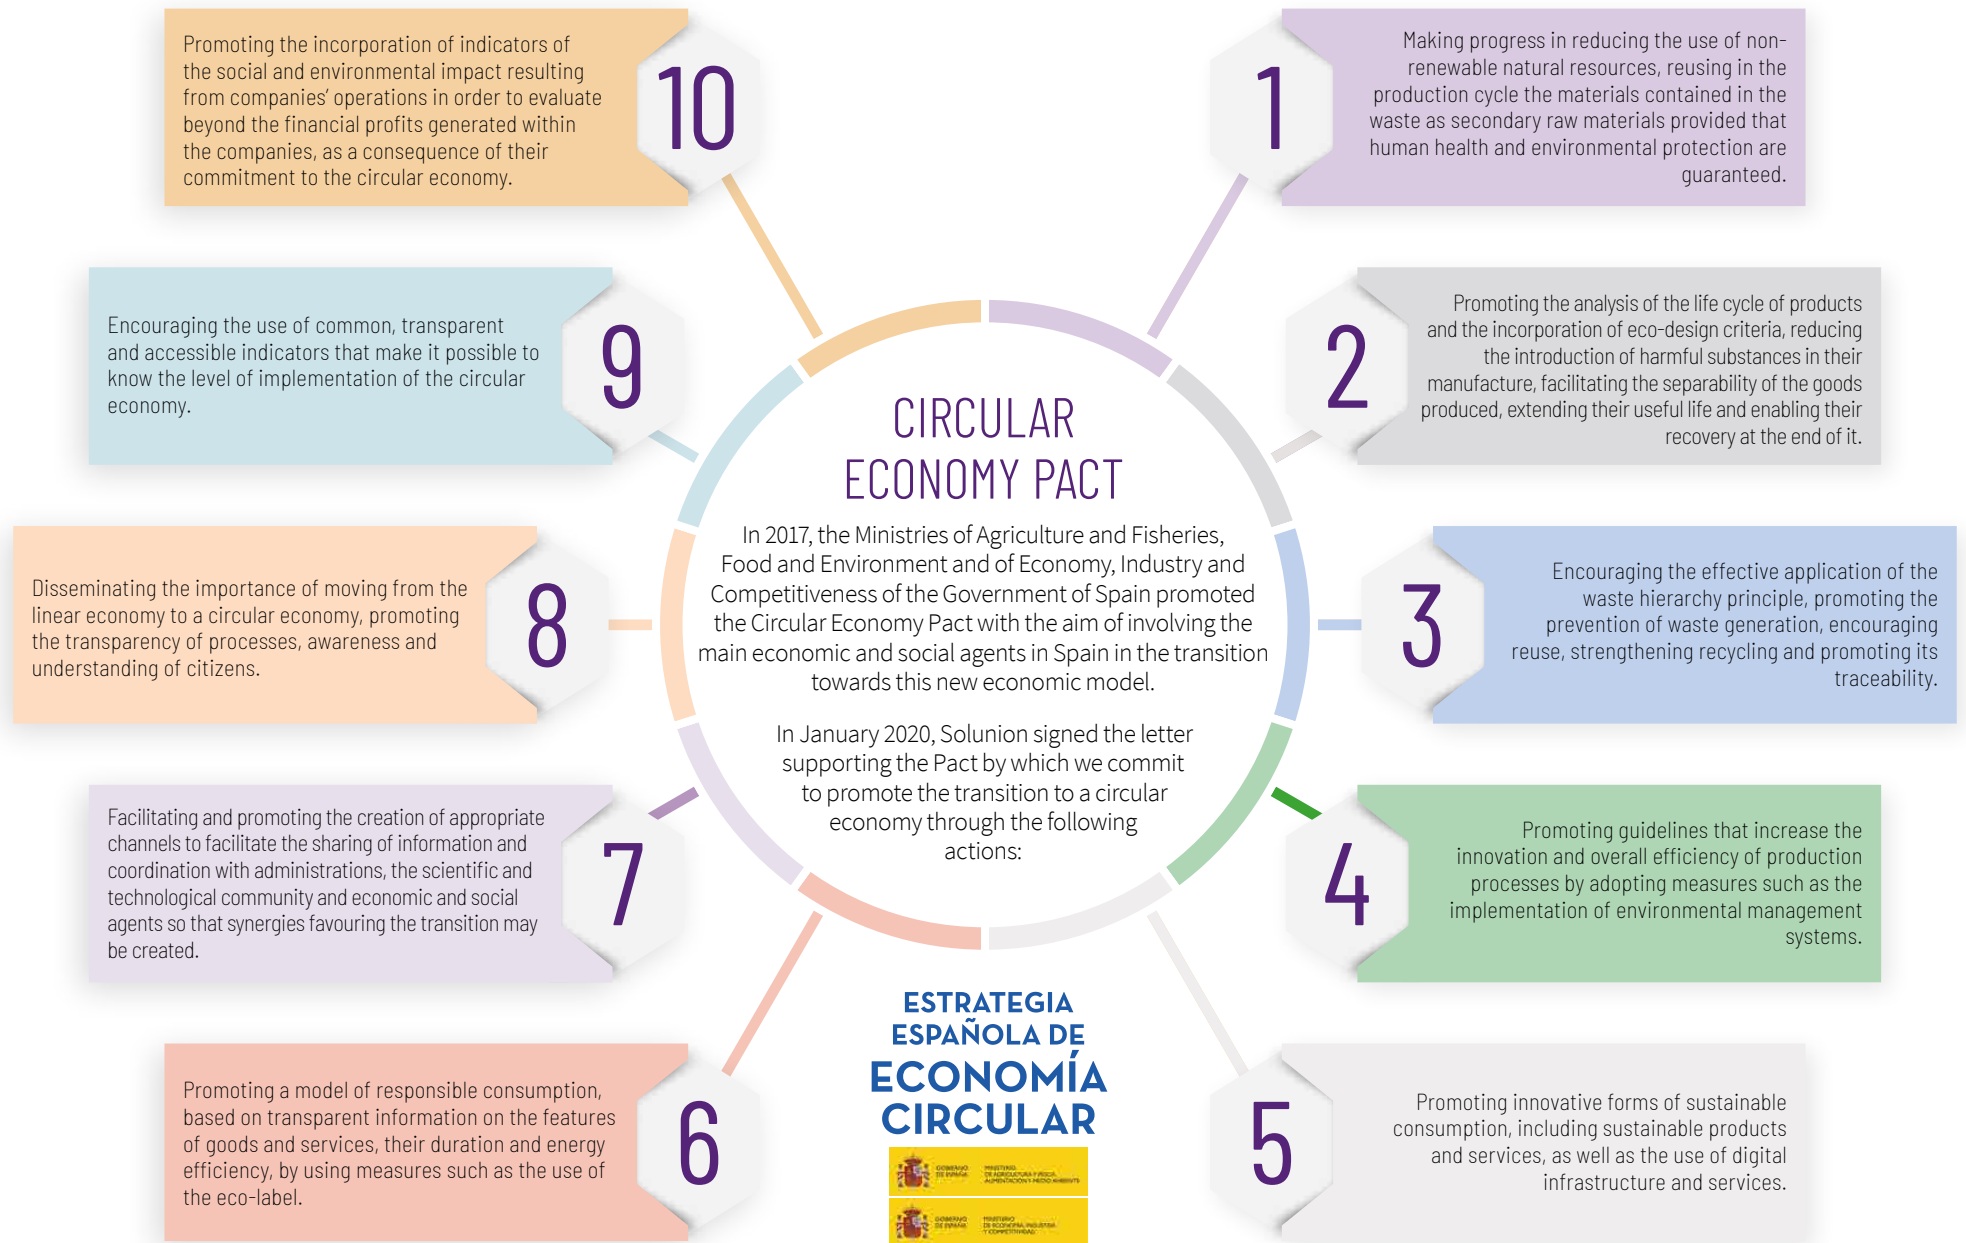 CIRCULAR
ECONOMY PACT
In 2017, the Ministries of Agriculture and Fisheries,
Food and Environment and of Economy, Industry and
Competitiveness of the Government of Spain promoted
the Circular Economy Pact with the aim of involving the
main economic and social agents in Spain in the transition
towards this new economic model.
In January 2020, Solunion signed the letter
supporting the Pact by which we commit
to promote the transition to a circular
economy through the following
actions:
1
Making progress in reducing the use of non-
renewable natural resources, reusing in the
production cycle the materials contained in the
waste as secondary raw materials provided that
human health and environmental protection are
guaranteed.
2
Promoting the analysis of the life cycle of products
and the incorporation of eco-design criteria, reducing
the introduction of harmful substances in their
manufacture, facilitating the separability of the goods
produced, extending their useful life and enabling their
recovery at the end of it.
3
Encouraging the effective application of the
waste hierarchy principle, promoting the
prevention of waste generation, encouraging
reuse, strengthening recycling and promoting its
traceability.
4
Promoting guidelines that increase the
innovation and overall efficiency of production
processes by adopting measures such as the
implementation of environmental management
systems.
5
Promoting innovative forms of sustainable
consumption, including sustainable products
and services, as well as the use of digital
infrastructure and services.
6
Promoting a model of responsible consumption,
based on transparent information on the features
of goods and services, their duration and energy
efficiency, by using measures such as the use of
the eco-label.
7
Facilitating and promoting the creation of appropriate
channels to facilitate the sharing of information and
coordination with administrations, the scientific and
technological community and economic and social
agents so that synergies favouring the transition may
be created.
8
Disseminating the importance of moving from the
linear economy to a circular economy, promoting
the transparency of processes, awareness and
understanding of citizens.
9
Encouraging the use of common, transparent
and accessible indicators that make it possible to
know the level of implementation of the circular
economy.
10
Promoting the incorporation of indicators of
the social and environmental impact resulting
from companies' operations in order to evaluate
beyond the financial profits generated within
the companies, as a consequence of their
commitment to the circular economy.
ESTRATEGIA
ESPAÑOLA DE
ECONOMÍA
CIRCULAR
GOBIERNO
DE ESPAÑA
MINISTERIO
DE AGRICULTURA Y PESCA,
ALIMENTACIÓN Y MEDIO AMBIENTE
GOBIERNO
DE ESPAÑA
MINISTERIO
DE ECONOMÍA, INDUSTRIA
Y COMPETITIVIDAD